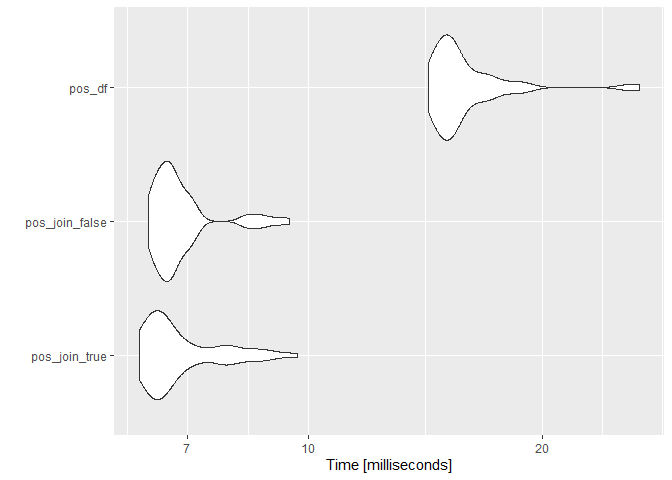 pos_df
pos_join_false
pos_join_true
7 10 20
Time [milliseconds]